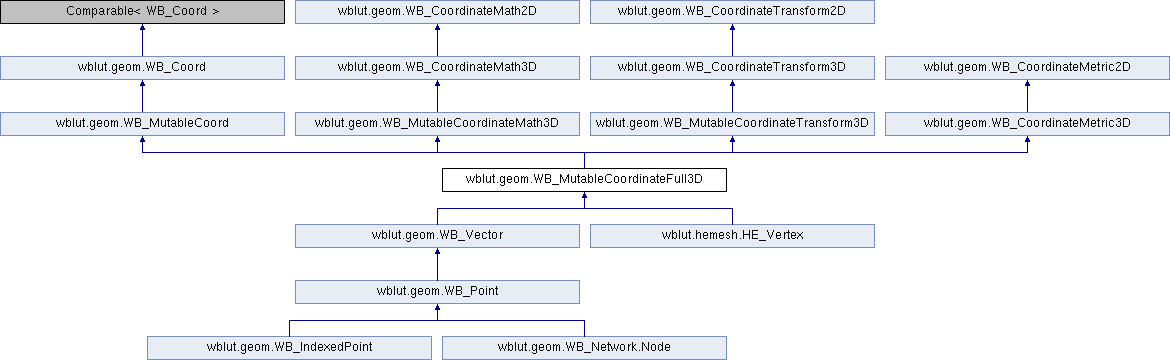 Comparable< WB_Coord >
wblut.geom.WB_CoordinateMath2D
wblut.geom.WB_CoordinateTransform2D
wblut.geom.WB_Coord
wblut.geom.WB_CoordinateMath3D
wblut.geom.WB_CoordinateTransform3D
wblut.geom.WB_CoordinateMetric2D
wblut.geom.WB_MutableCoord
wblut.geom.WB_MutableCoordinateMath3D
wblut.geom.WB_MutableCoordinateTransform3D
wblut.geom.WB_CoordinateMetric3D
wblut.geom.WB_MutableCoordinateFull3D
wblut.geom.WB_Vector
wblut.hemesh.HE_Vertex
wblut.geom.WB_Point
wblut.geom.WB_IndexedPoint
wblut.geom.WB_Network.Node